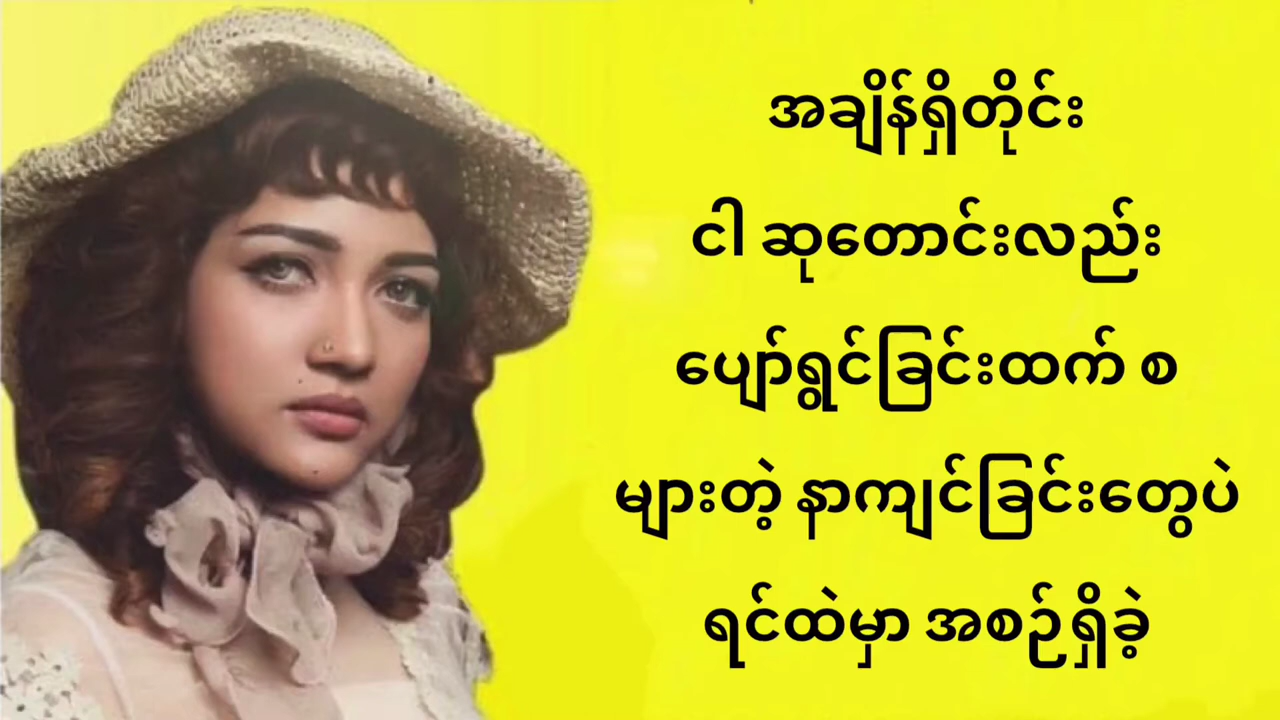 အချိန်ရှိတိုင်း
ငါ ဆုတောင်းလည်း
ပျော်ရွှင်ခြင်းထက် စ
များတဲ့ နာကျင်ခြင်းတွေပဲ
ရင်ထဲမှာ အစဉ်ရှိခဲ့